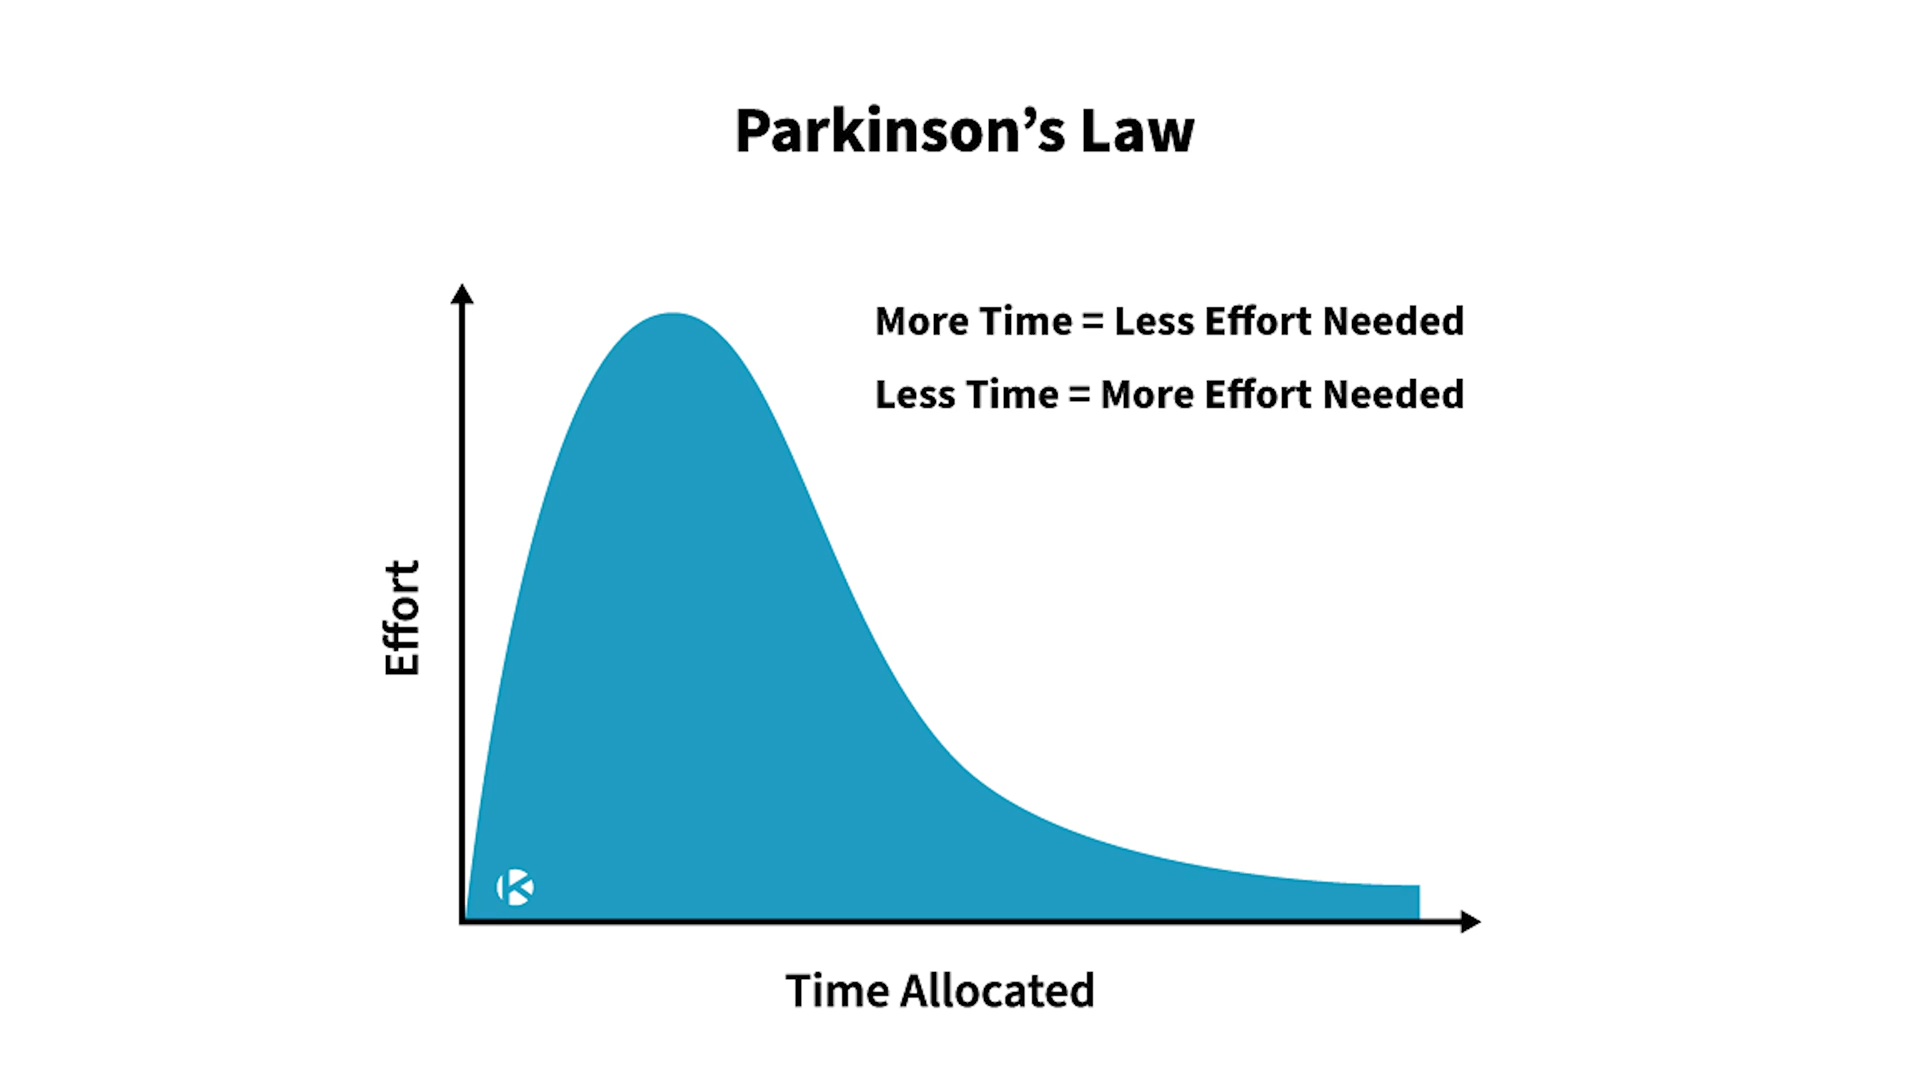 Parkinson’s Law
More Time = Less Effort Needed
Less Time = More Effort Needed
Effort
K
Time Allocated